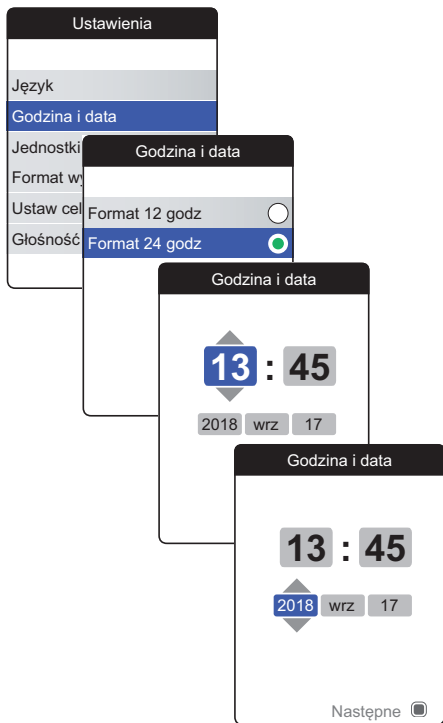 Ustawienia
Język
Godzina i data
Jednostki
Format wy
Ustaw cel
Głośność
Godzina i data
Format 12 godz
Format 24 godz
Godzina i data
13 : 45
2018 wrz 17
Godzina i data
13 : 45
2018 wrz 17
Następne